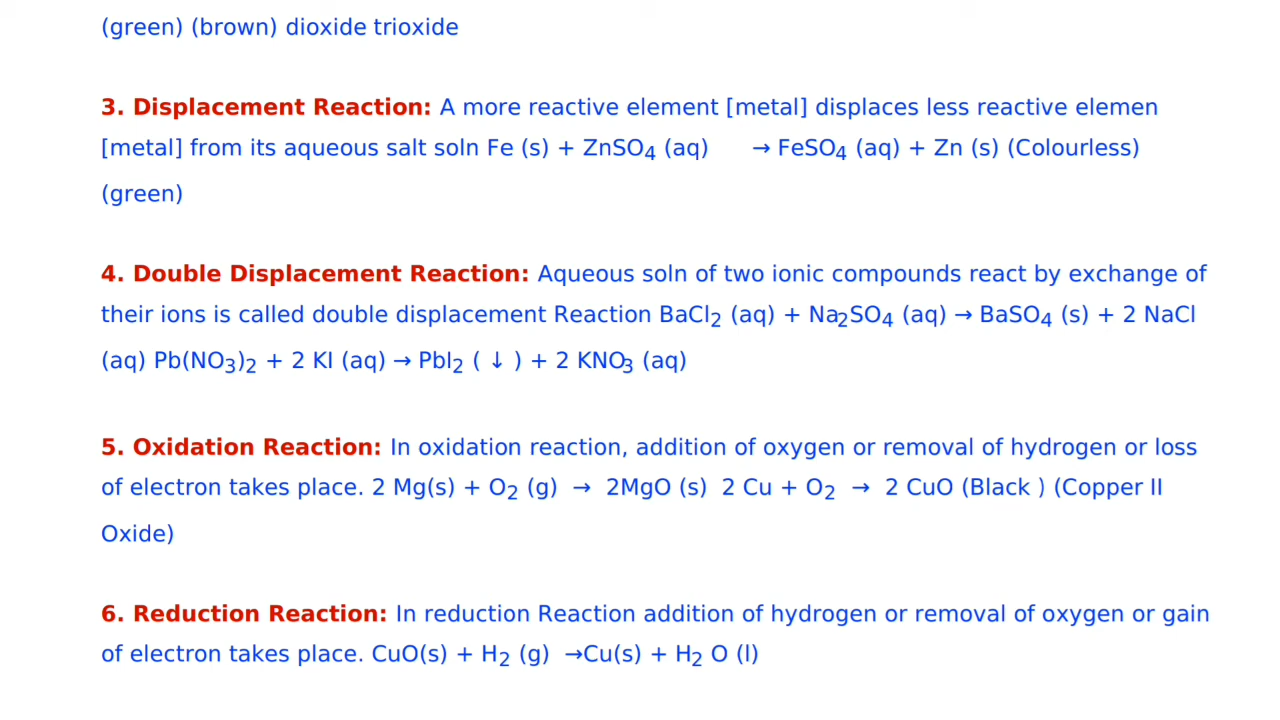 (green) (brown) dioxide trioxide
3. Displacement Reaction: A more reactive element [metal] displaces less reactive elemen
[metal] from its aqueous salt soln Fe (s) + ZnSO₄ (aq) → FeSO₄ (aq) + Zn (s) (Colourless)
(green)
4. Double Displacement Reaction: Aqueous soln of two ionic compounds react by exchange of
their ions is called double displacement Reaction BaCl₂ (aq) + Na₂SO₄ (aq) → BaSO₄ (s) + 2 NaCl
(aq) Pb(NO₃)₂ + 2 KI (aq) → PbI₂ ( ↓ ) + 2 KNO₃ (aq)
5. Oxidation Reaction: In oxidation reaction, addition of oxygen or removal of hydrogen or loss
of electron takes place. 2 Mg(s) + O₂ (g) → 2MgO (s) 2 Cu + O₂ → 2 CuO (Black ) (Copper II
Oxide)
6. Reduction Reaction: In reduction Reaction addition of hydrogen or removal of oxygen or gain
of electron takes place. CuO(s) + H₂ (g) →Cu(s) + H₂ O (l)